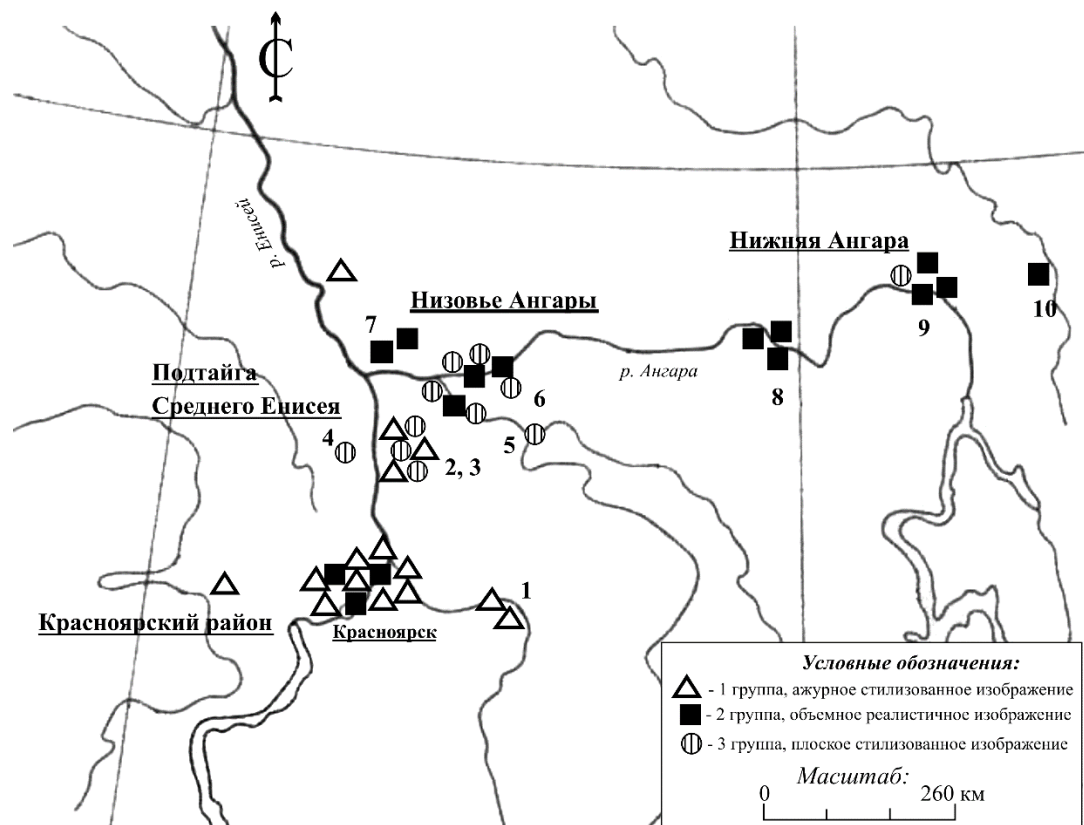 С
р. Енисей
Нижняя Ангара
10
Низовье Ангары
9
7
р. Ангара
Подтайга
Среднего Енисея
6
8
4
5
2, 3
1
Красноярский район
Красноярск
Условные обозначения:
- 1 группа, ажурное стилизованное изображение
- 2 группа, объемное реалистичное изображение
- 3 группа, плоское стилизованное изображение
Масштаб:
0 260 км